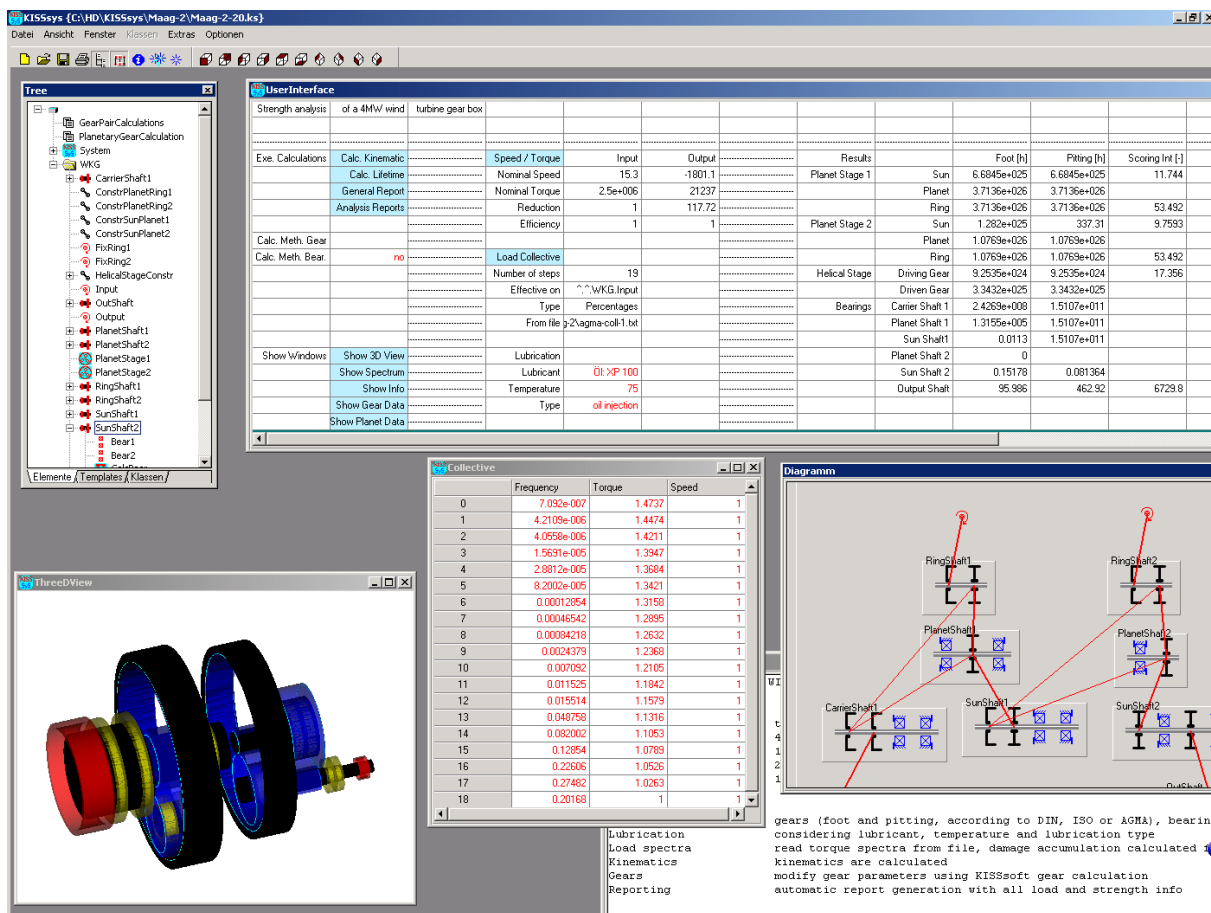 KISSsys {C:\HD\KISSsys\Maag-2\Maag-2-20.ks}
Datei Ansicht Fenster Klassen Extras Optionen
Tree
GearPairCalculations
PlanetaryGearCalculation
System
WKG
CarrierShaft1
ConstrPlanetRing1
ConstrPlanetRing2
ConstrSunPlanet1
ConstrSunPlanet2
FixRing1
FixRing2
HelicalStageConstr
Input
OutShaft
Output
PlanetShaft1
PlanetShaft2
PlanetStage1
PlanetStage2
RingShaft1
RingShaft2
SunShaft1
SunShaft2
Bear1
Bear2
Elemente Templates Klassen
UserInterface
Strength analysis of a 4MW wind turbine gear box
Exe. Calculations Calc. Kinematic Speed / Torque Input Output Results Foot [h] Pitting [h] Scoring Int [-]
Calc. Lifetime Nominal Speed 15.3 -1801.1 Planet Stage 1 Sun 6.6845e+025 6.6845e+025 11.744
General Report Nominal Torque 2.5e+006 21237 Planet 3.7136e+026 3.7136e+026
Analysis Reports Reduction 1 117.72 Ring 3.7136e+026 3.7136e+026 53.492
Efficiency 1 1 Planet Stage 2 Sun 1.282e+025 337.31 9.7593
Calc. Meth. Gear Planet 1.0769e+026 1.0769e+026
Calc. Meth. Bear. no Load Collective Ring 1.0769e+026 1.0769e+026 53.492
Number of steps 19 Helical Stage Driving Gear 9.2535e+024 9.2535e+024 17.356
Effective on ^.^.WKG.Input Driven Gear 3.3432e+025 3.3432e+025
Type Percentages Bearings Carrier Shaft 1 2.4269e+008 1.5107e+011
From file g-2\agma-coll-1.txt Planet Shaft 1 1.3155e+005 1.5107e+011
Sun Shaft1 0.0113 1.5107e+011
Show Windows Show 3D View Lubrication Planet Shaft 2 0
Show Spectrum Lubricant Öl: XP 100 Sun Shaft 2 0.15178 0.081364
Show Info Temperature 75 Output Shaft 95.986 462.92 6729.8
Show Gear Data Type oil injection
Show Planet Data
Collective
Frequency Torque Speed
0 7.092e-007 1.4737 1
1 4.2109e-006 1.4474 1
2 4.0558e-006 1.4211 1
3 1.5691e-005 1.3947 1
4 2.8812e-005 1.3684 1
5 8.2002e-005 1.3421 1
6 0.00012854 1.3158 1
7 0.00046542 1.2895 1
8 0.00084218 1.2632 1
9 0.0024379 1.2368 1
10 0.007092 1.2105 1
11 0.011525 1.1842 1
12 0.015514 1.1579 1
13 0.048758 1.1316 1
14 0.082002 1.1053 1
15 0.12854 1.0789 1
16 0.22606 1.0526 1
17 0.27482 1.0263 1
18 0.20168 1 1
Diagramm
RingShaft1 RingShaft2
PlanetShaft1 PlanetShaft2
CarrierShaft1 SunShaft1 SunShaft2
ThreeDView
gears (foot and pitting, according to DIN, ISO or AGMA), bearin
Lubrication considering lubricant, temperature and lubrication type
Load spectra read torque spectra from file, damage accumulation calculated
Kinematics kinematics are calculated
Gears modify gear parameters using KISSsoft gear calculation
Reporting automatic report generation with all load and strength info